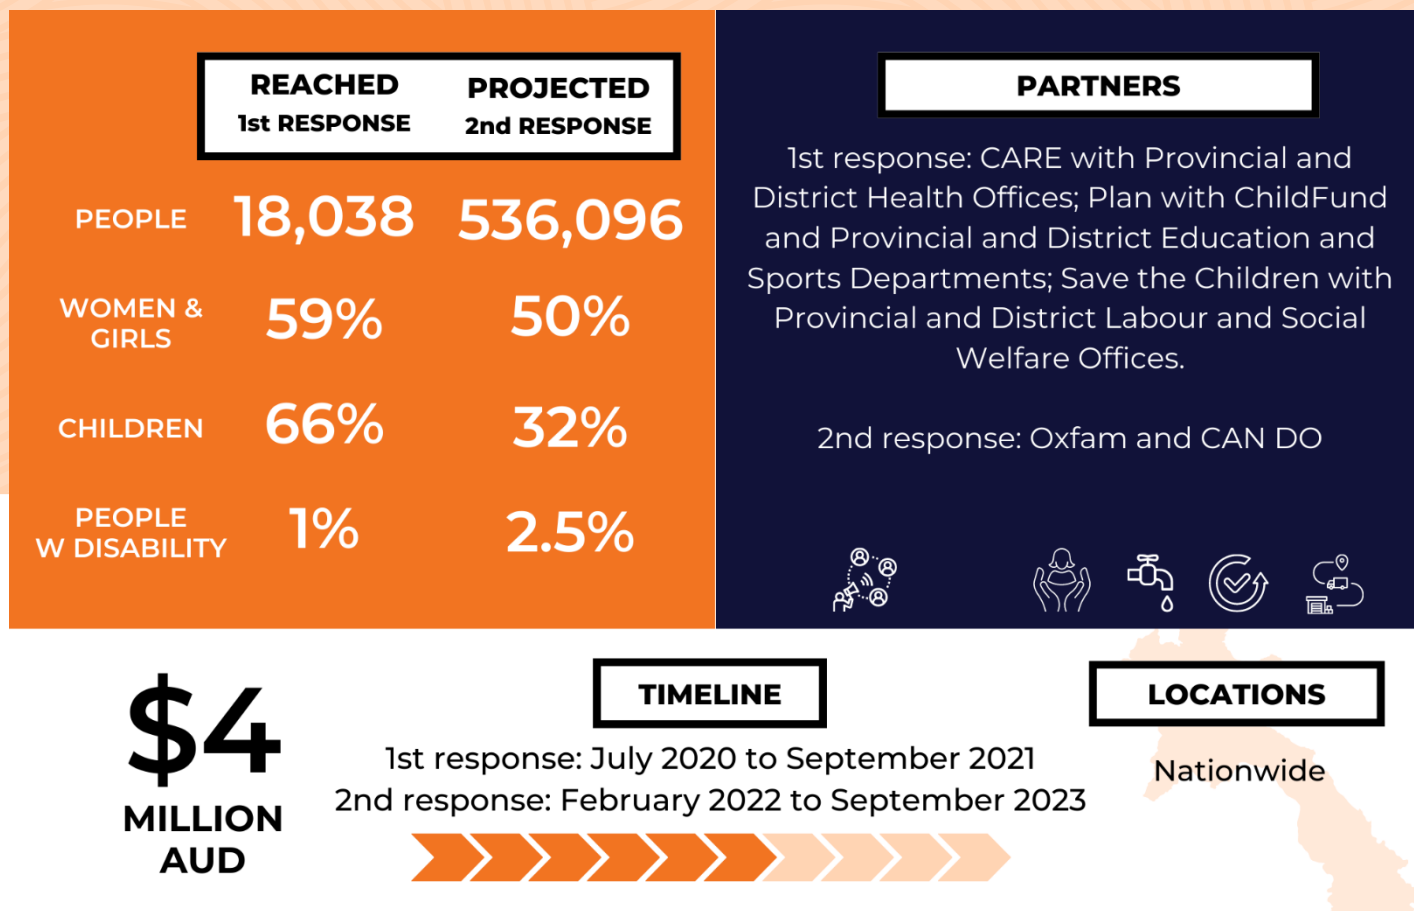 REACHED
1st RESPONSE
PROJECTED
2nd RESPONSE
PEOPLE
18,038
536,096
WOMEN &
GIRLS
59%
50%
CHILDREN
66%
32%
PEOPLE
W DISABILITY
1%
2.5%
PARTNERS
1st response: CARE with Provincial and
District Health Offices; Plan with ChildFund
and Provincial and District Education and
Sports Departments; Save the Children with
Provincial and District Labour and Social
Welfare Offices.
2nd response: Oxfam and CAN DO
$4
MILLION
AUD
TIMELINE
1st response: July 2020 to September 2021
2nd response: February 2022 to September 2023
LOCATIONS
Nationwide